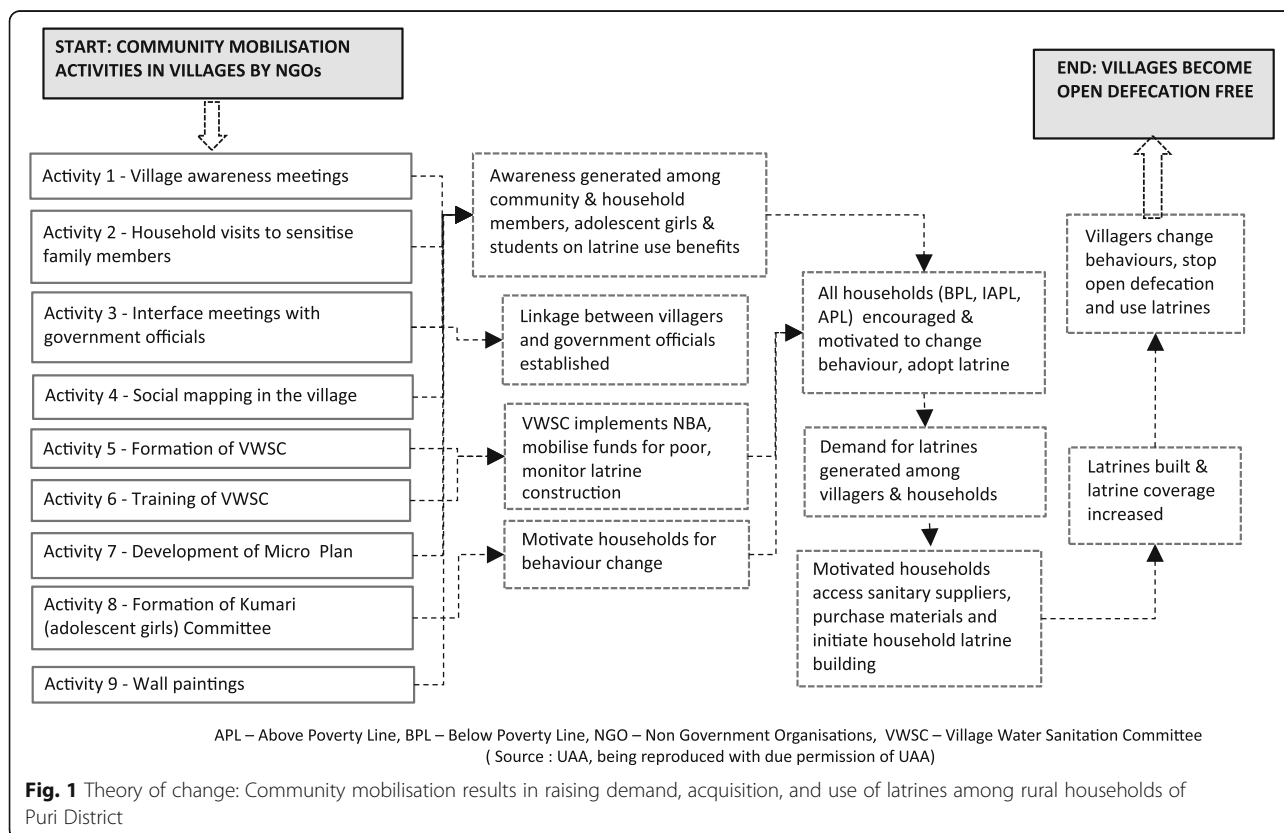 START: COMMUNITY MOBILISATION
ACTIVITIES IN VILLAGES BY NGOs
END: VILLAGES BECOME
OPEN DEFECATION FREE
Activity 1 - Village awareness meetings
Activity 2 - Household visits to sensitise
family members
Activity 3 - Interface meetings with
government officials
Activity 4 - Social mapping in the village
Activity 5 - Formation of VWSC
Activity 6 - Training of VWSC
Activity 7 - Development of Micro Plan
Activity 8 - Formation of Kumari
(adolescent girls) Committee
Activity 9 - Wall paintings
Awareness generated among
community & household
members, adolescent girls &
students on latrine use benefits
Linkage between villagers
and government officials
established
VWSC implements NBA,
mobilise funds for poor,
monitor latrine
construction
Motivate households for
behaviour change
All households (BPL, IAPL,
APL) encouraged &
motivated to change
behaviour, adopt latrine
Demand for latrines
generated among
villagers & households
Motivated households
access sanitary suppliers,
purchase materials and
initiate household latrine
building
Villagers change
behaviours, stop
open defecation
and use latrines
Latrines built &
latrine coverage
increased
APL – Above Poverty Line, BPL – Below Poverty Line, NGO – Non Government Organisations, VWSC – Village Water Sanitation Committee
( Source : UAA, being reproduced with due permission of UAA)
Fig. 1 Theory of change: Community mobilisation results in raising demand, acquisition, and use of latrines among rural households of
Puri District